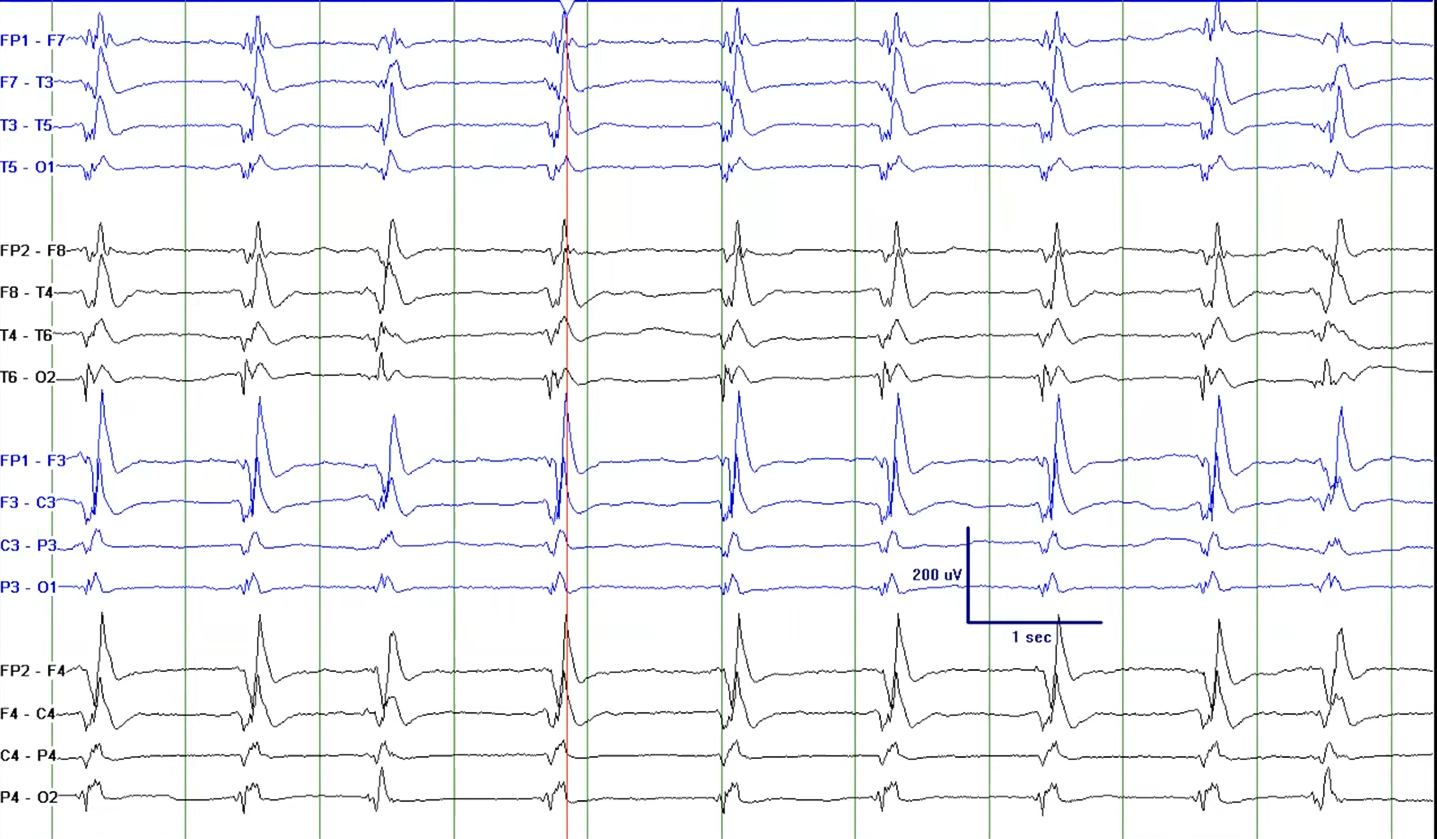 FP1 - F7
F7 - T3
T3 - T5
T5 - O1
FP2 - F8
F8 - T4
T4 - T6
T6 - O2
FP1 - F3
F3 - C3
C3 - P3
P3 - O1
200 uV
1 sec
FP2 - F4
F4 - C4
C4 - P4
P4 - O2